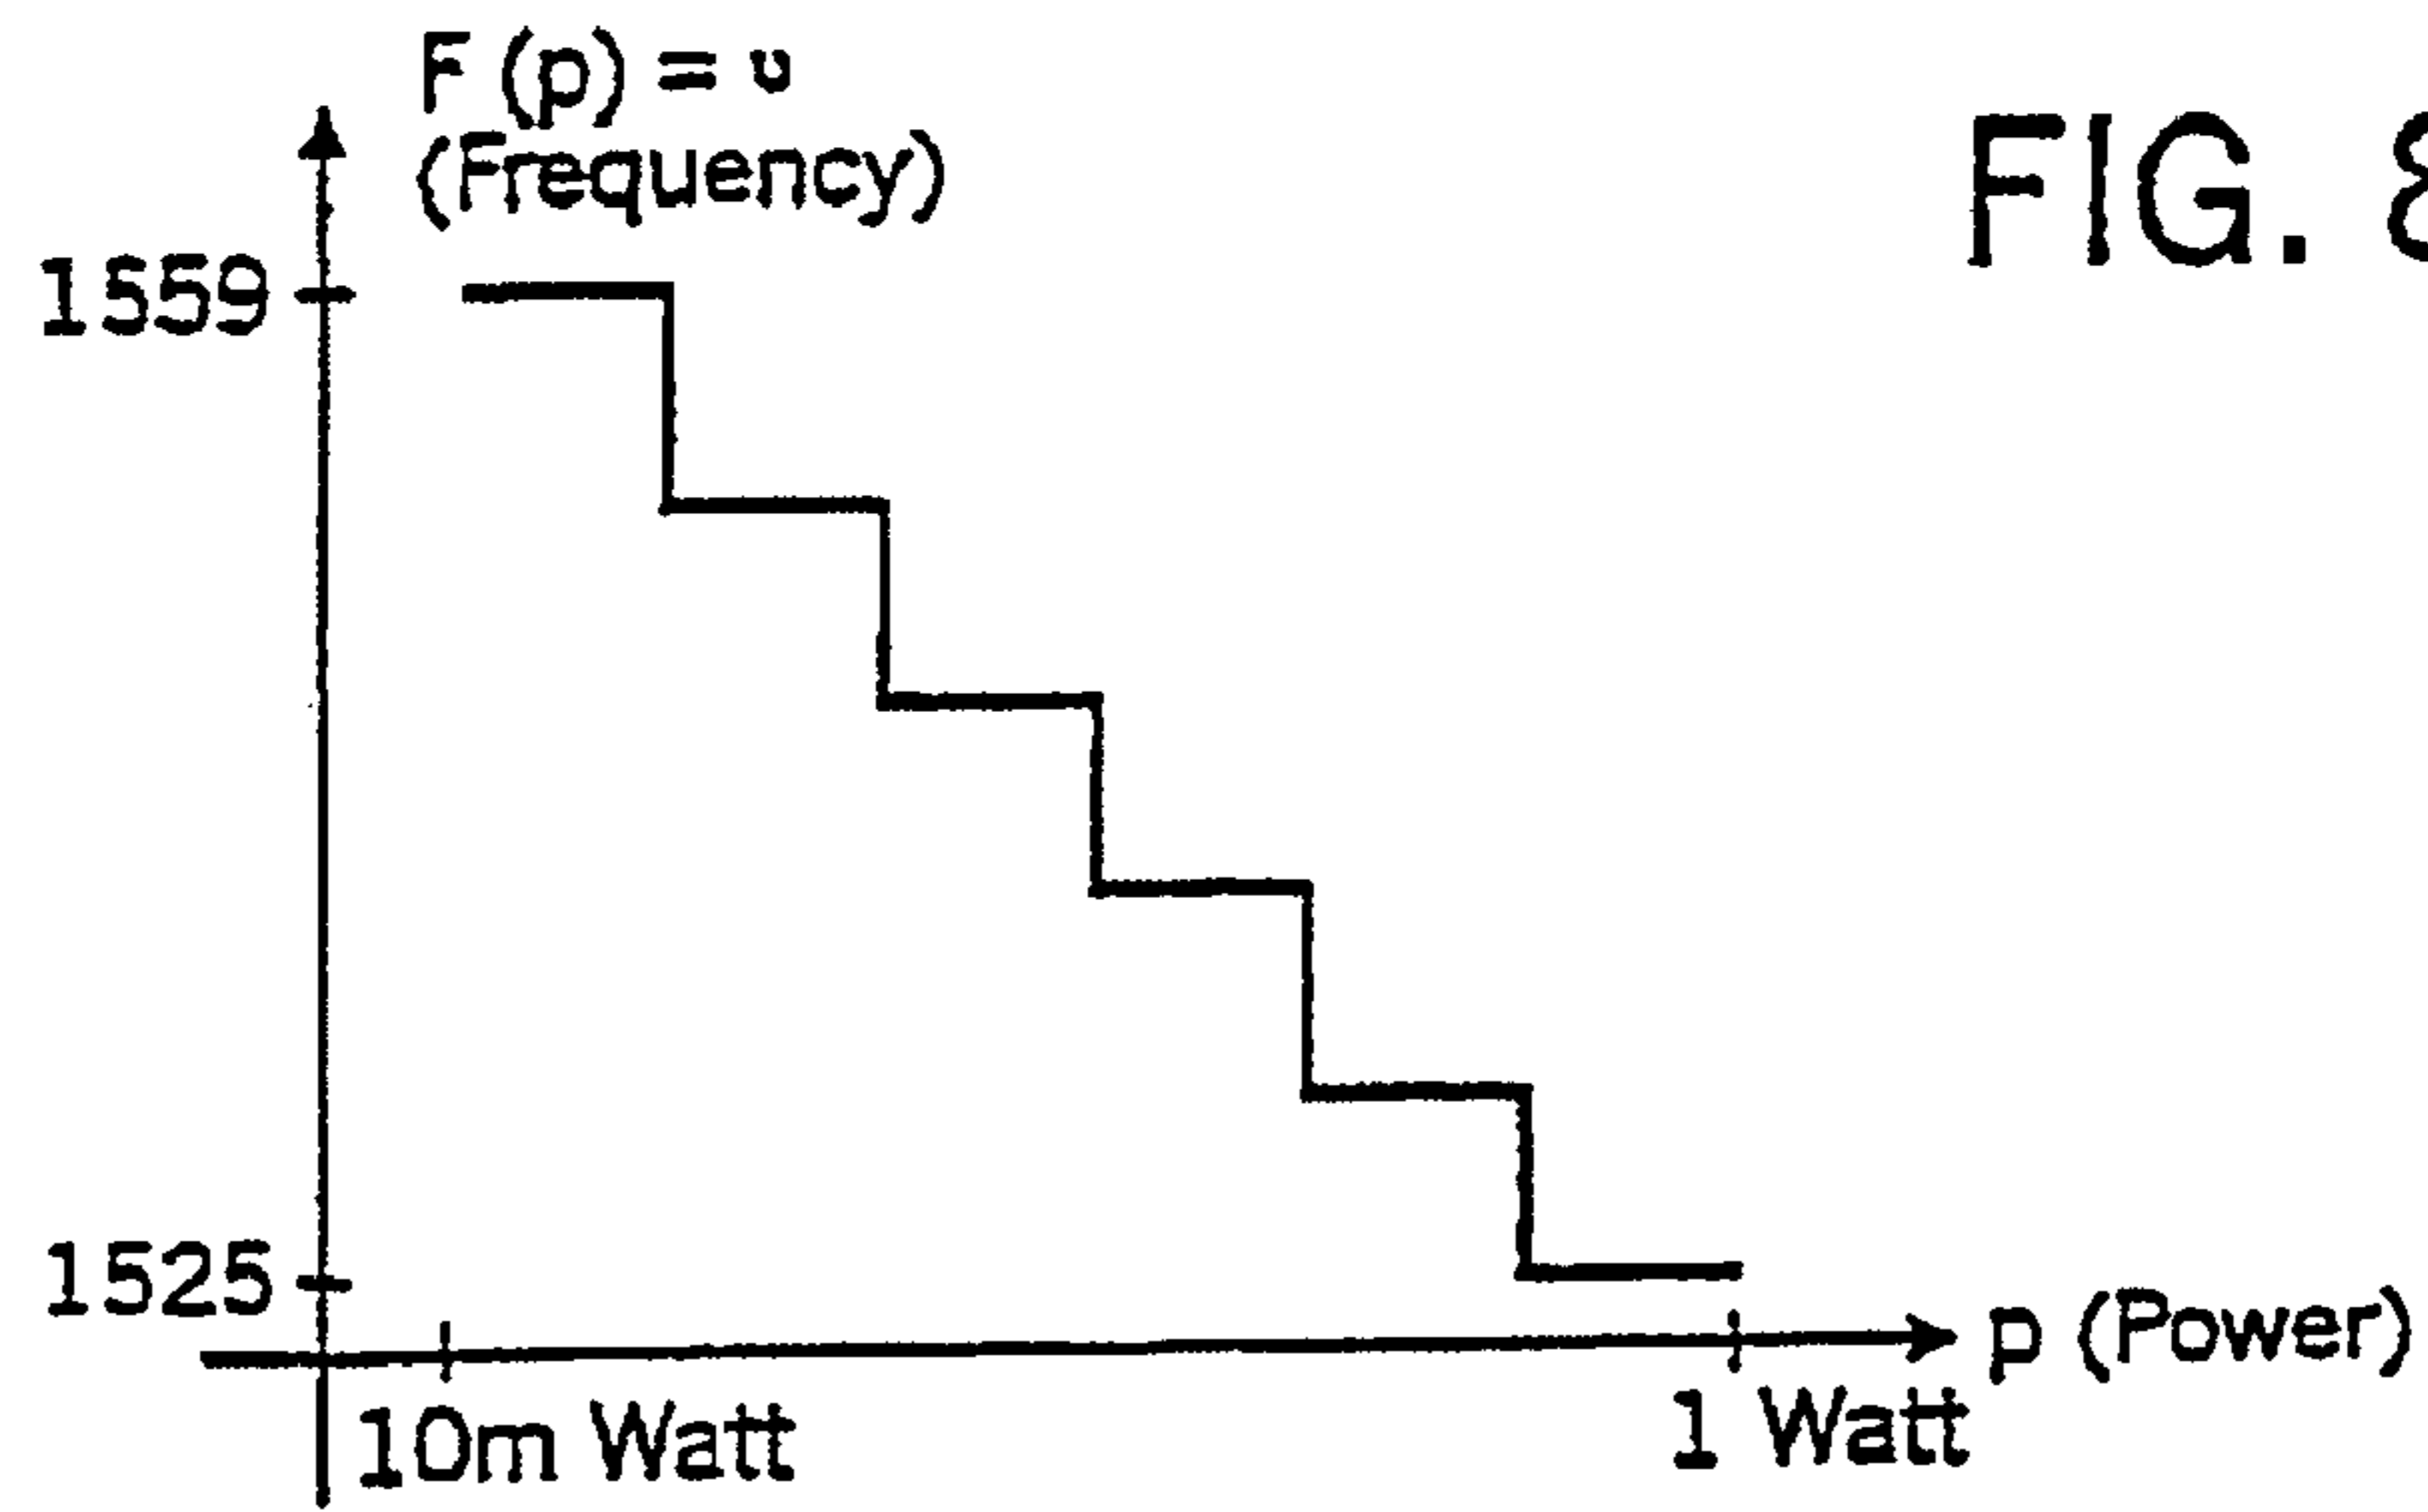 F (p) = υ
(Frequency)
FIG. 8
1559
1525
p (Power)
10m Watt
1 Watt